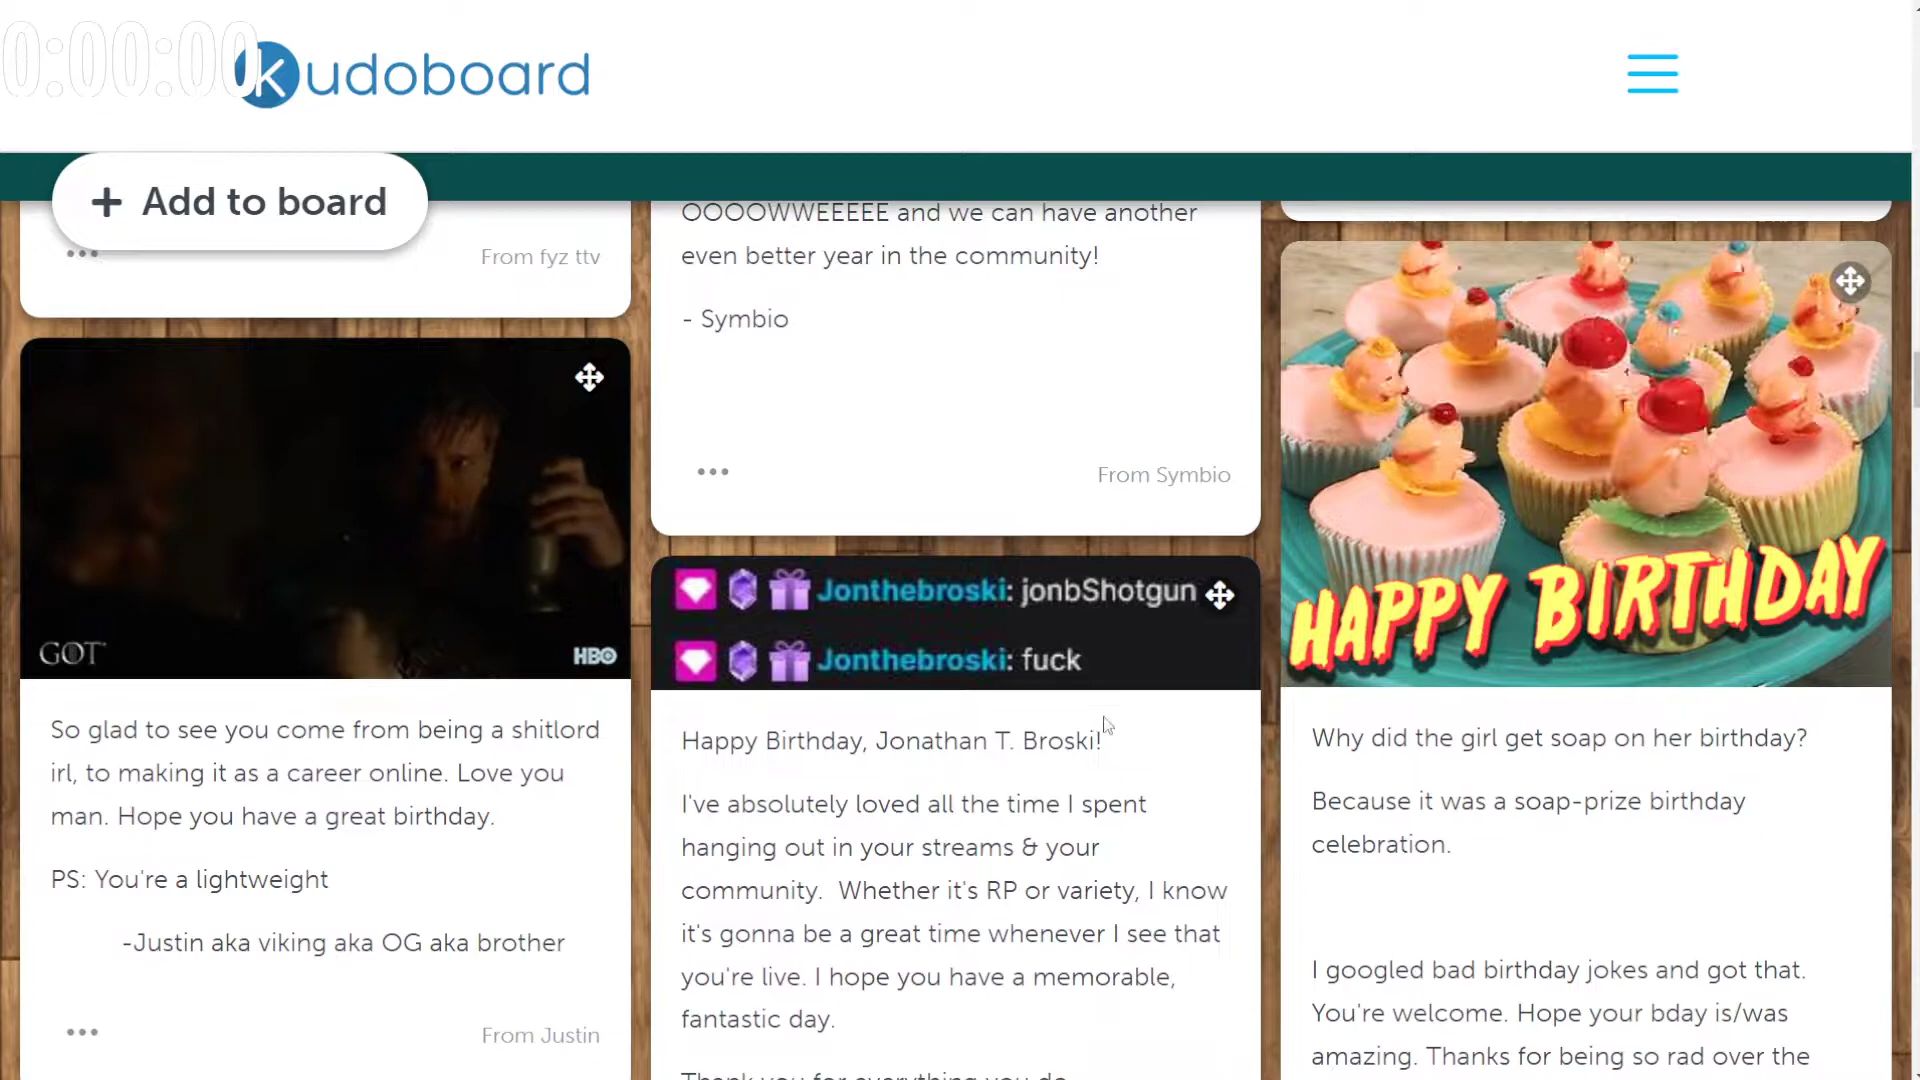 0:00:00
kudoboard
+ Add to board
From fyz ttv
GOT
HBO
So glad to see you come from being a shitlord
irl, to making it as a career online. Love you
man. Hope you have a great birthday.
PS: You're a lightweight
-Justin aka viking aka OG aka brother
From Justin
OOOOWWEEEEE and we can have another
even better year in the community!
- Symbio
From Symbio
Jonthebroski: jonbShotgun
Jonthebroski: fuck
Happy Birthday, Jonathan T. Broski!
I've absolutely loved all the time I spent
hanging out in your streams & your
community. Whether it's RP or variety, I know
it's gonna be a great time whenever I see that
you're live. I hope you have a memorable,
fantastic day.
Thank you for everything you do
HAPPY BIRTHDAY
Why did the girl get soap on her birthday?
Because it was a soap-prize birthday
celebration.
I googled bad birthday jokes and got that.
You're welcome. Hope your bday is/was
amazing. Thanks for being so rad over the